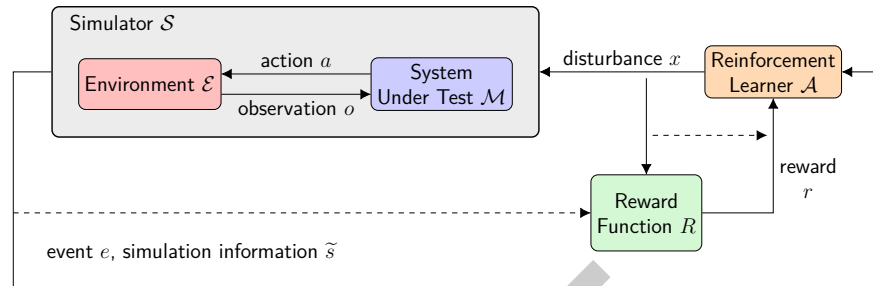 Simulator 𝒮
Environment ℰ
action a
observation o
System
Under Test ℳ
disturbance x
Reinforcement
Learner 𝒜
reward
r
Reward
Function R
event e, simulation information s̃